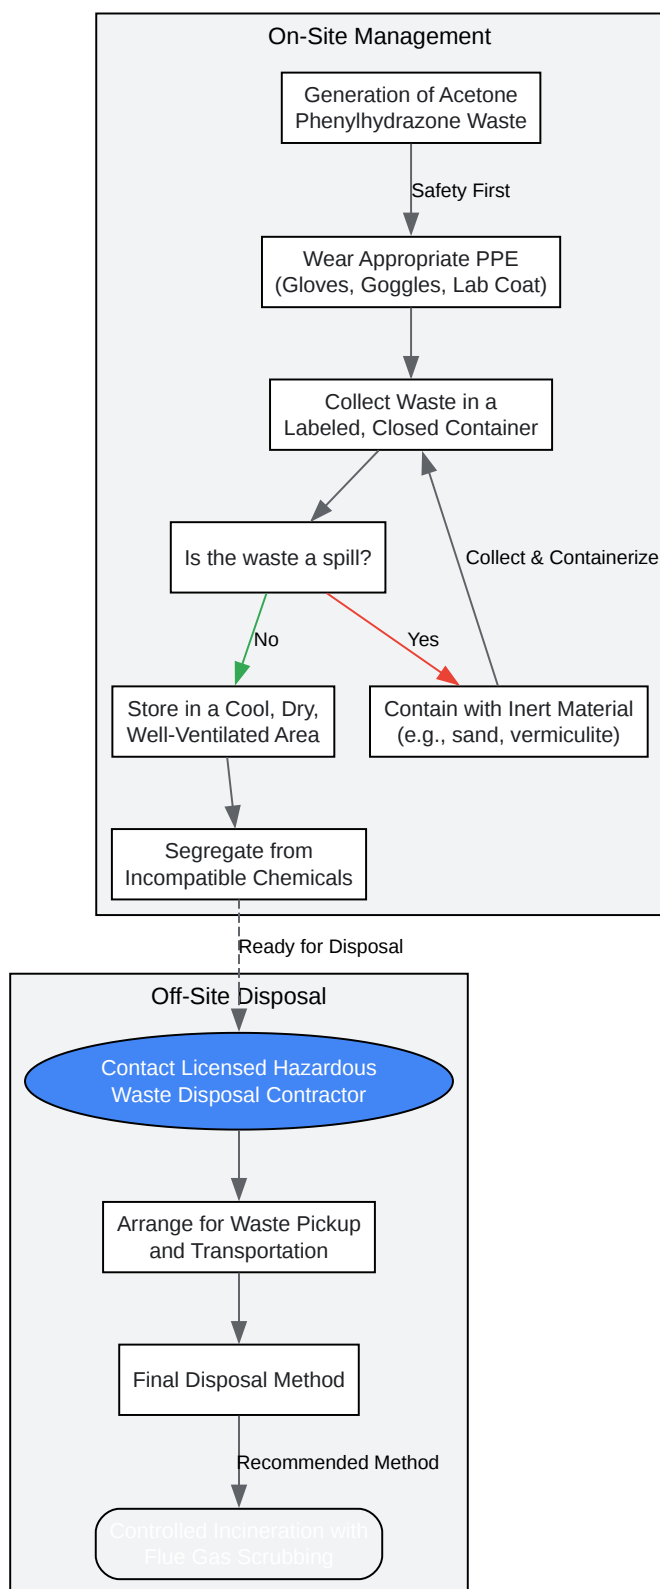 On-Site Management
Generation of Acetone
Phenylhydrazone Waste
Safety First
Wear Appropriate PPE
(Gloves, Goggles, Lab Coat)
Collect Waste in a
Labeled, Closed Container
Is the waste a spill?
Collect & Containerize
No
Yes
Store in a Cool, Dry,
Well-Ventilated Area
Contain with Inert Material
(e.g., sand, vermiculite)
Segregate from
Incompatible Chemicals
Ready for Disposal
Off-Site Disposal
Contact Licensed Hazardous
Waste Disposal Contractor
Arrange for Waste Pickup
and Transportation
Final Disposal Method
Recommended Method
Controlled Incineration with
Flue Gas Scrubbing